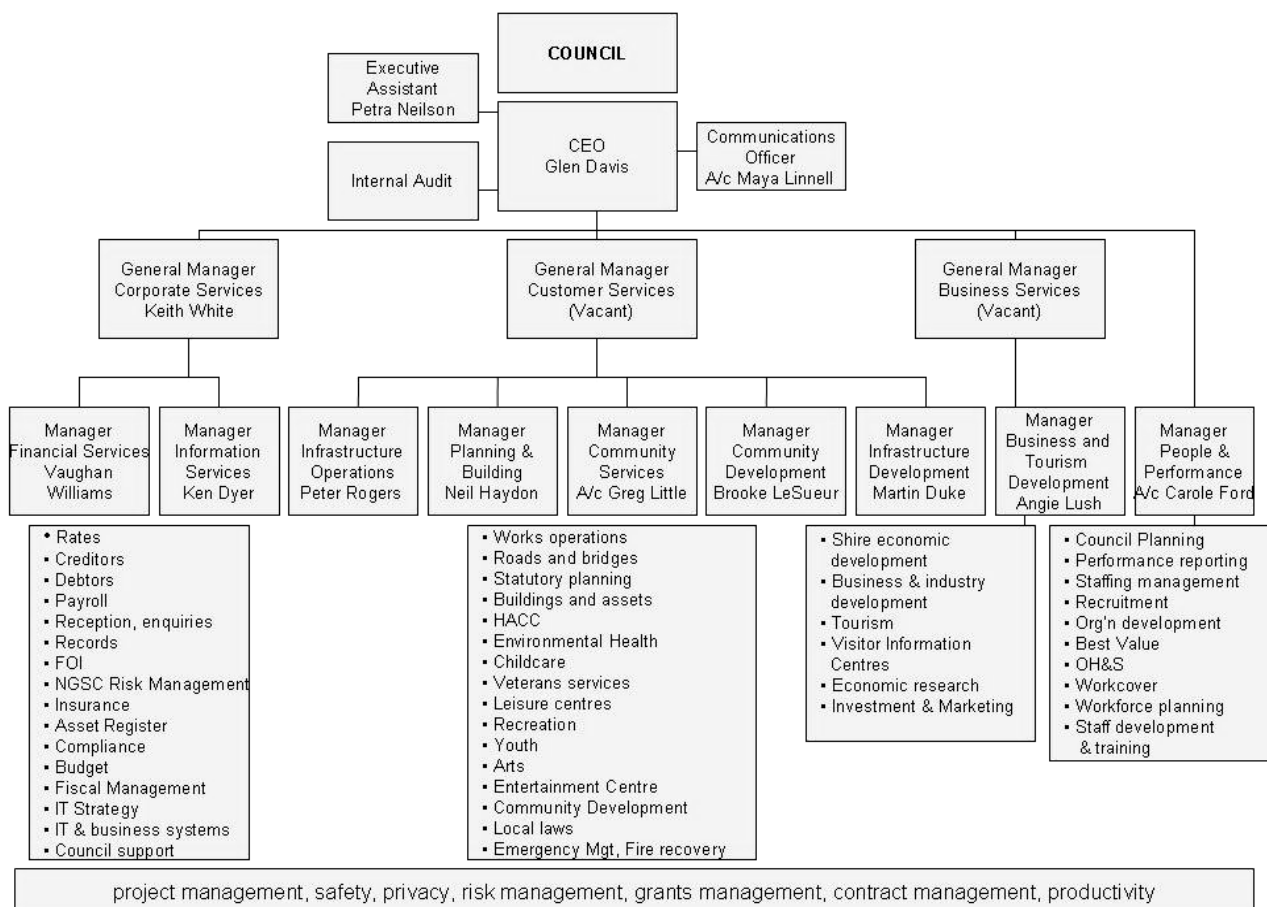 COUNCIL
Executive
Assistant
Petra Neilson
CEO
Glen Davis
Communications
Officer
A/c Maya Linnell
Internal Audit
General Manager
Corporate Services
Keith White
General Manager
Customer Services
(Vacant)
General Manager
Business Services
(Vacant)
Manager
Financial Services
Vaughan
Williams
Manager
Information
Services
Ken Dyer
Manager
Infrastructure
Operations
Peter Rogers
Manager
Planning &
Building
Neil Haydon
Manager
Community
Services
A/c Greg Little
Manager
Community
Development
Brooke LeSueur
Manager
Infrastructure
Development
Martin Duke
Manager
Business and
Tourism
Development
Angie Lush
Manager
People &
Performance
A/c Carole Ford
• Rates
▪ Creditors
▪ Debtors
▪ Payroll
▪ Reception, enquiries
▪ Records
▪ FOI
▪ NGSC Risk Management
▪ Insurance
▪ Asset Register
▪ Compliance
▪ Budget
▪ Fiscal Management
▪ IT Strategy
▪ IT & business systems
▪ Council support
▪ Works operations
▪ Roads and bridges
▪ Statutory planning
▪ Buildings and assets
▪ HACC
▪ Environmental Health
▪ Childcare
▪ Veterans services
▪ Leisure centres
▪ Recreation
▪ Youth
▪ Arts
▪ Entertainment Centre
▪ Community Development
▪ Local laws
▪ Emergency Mgt, Fire recovery
▪ Shire economic
development
▪ Business & industry
development
▪ Tourism
▪ Visitor Information
Centres
▪ Economic research
▪ Investment & Marketing
▪ Council Planning
▪ Performance reporting
▪ Staffing management
▪ Recruitment
▪ Org'n development
▪ Best Value
▪ OH&S
▪ Workcover
▪ Workforce planning
▪ Staff development
& training
project management, safety, privacy, risk management, grants management, contract management, productivity